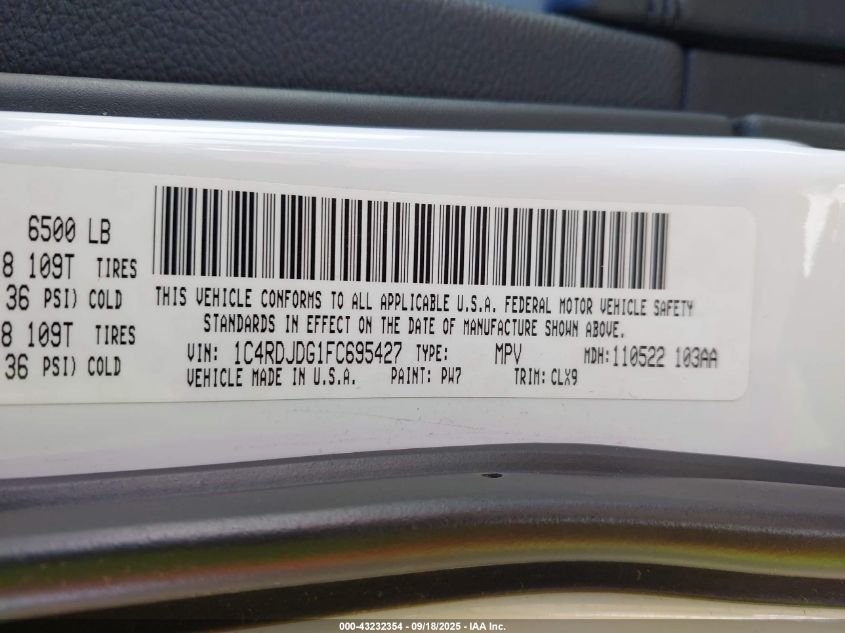 6500 LB
8 109T TIRES
36 PSI) COLD
8 109T TIRES
36 PSI) COLD
THIS VEHICLE CONFORMS TO ALL APPLICABLE U.S.A. FEDERAL MOTOR VEHICLE SAFETY
STANDARDS IN EFFECT ON THE DATE OF MANUFACTURE SHOWN ABOVE.
VIN: 1C4RDJDG1FC695427 TYPE: MPV MDH:110522 103AA
VEHICLE MADE IN U.S.A. PAINT: PW7 TRIM: CLX9
000-43232354 - 09/18/2025 - IAA Inc.